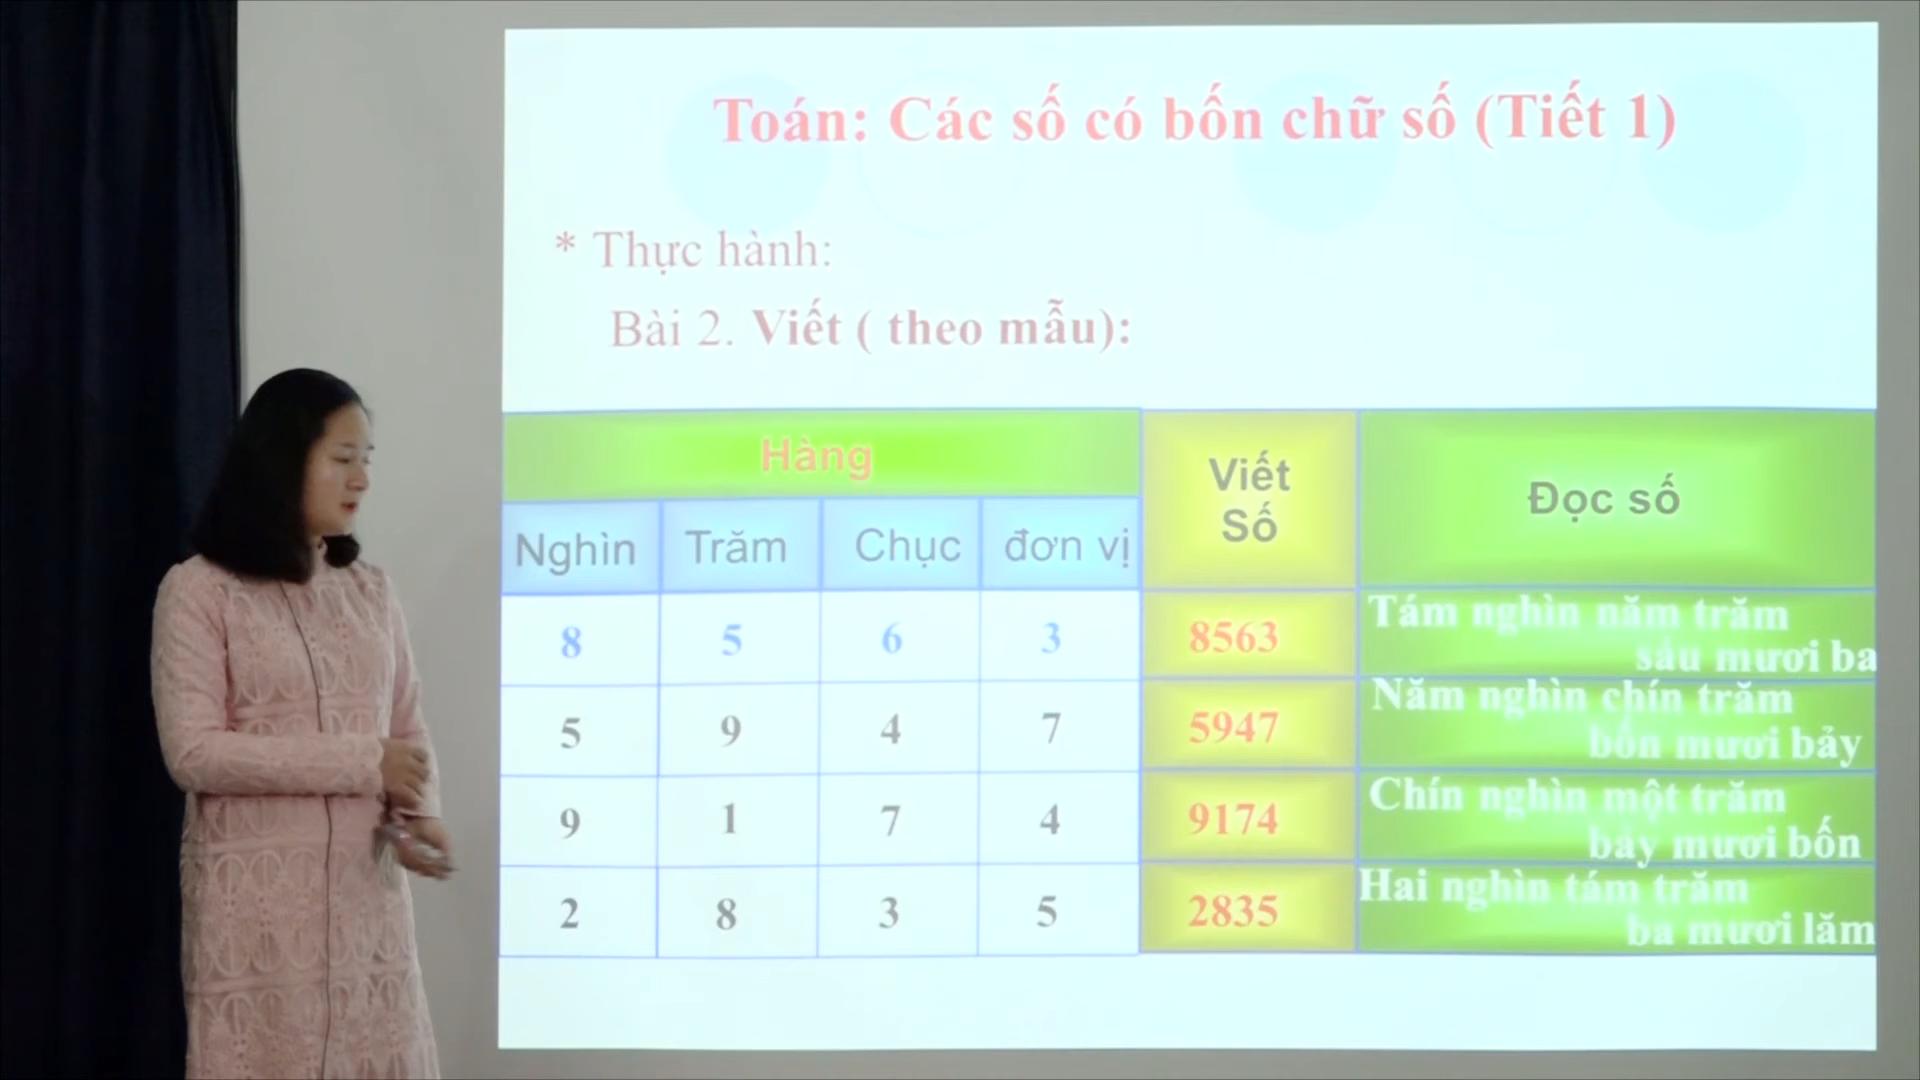 Toán: Các số có bốn chữ số (Tiết 1)
* Thực hành:
Bài 2. Viết ( theo mẫu):
Hàng
Viết
Số
Đọc số
Nghìn Trăm Chục đơn vị
8 5 6 3 8563 Tám nghìn năm trăm
sáu mươi ba
5 9 4 7 5947 Năm nghìn chín trăm
bốn mươi bảy
9 1 7 4 9174 Chín nghìn một trăm
bảy mươi bốn
2 8 3 5 2835 Hai nghìn tám trăm
ba mươi lăm